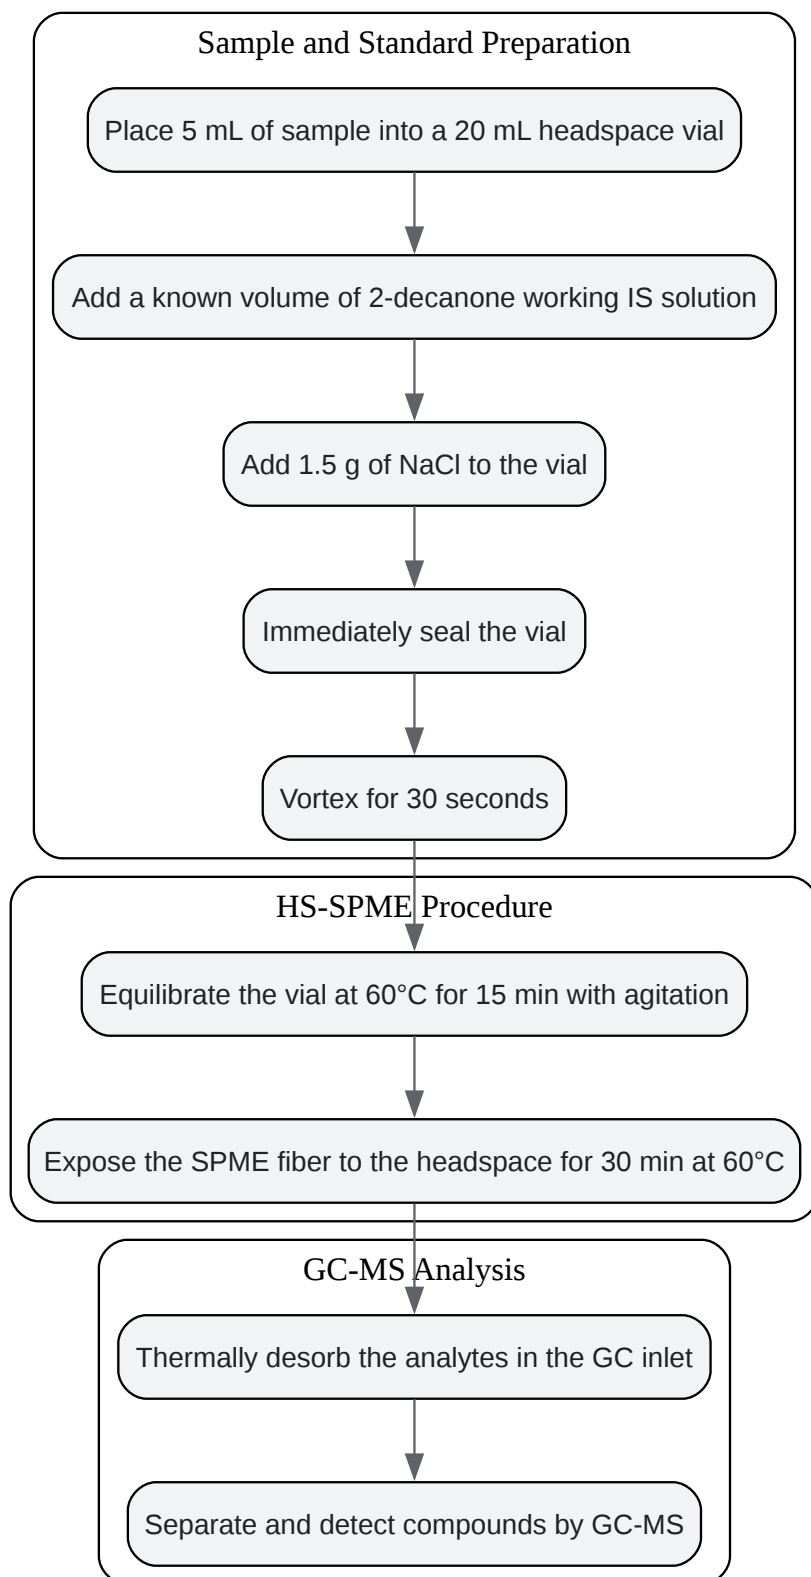 Sample and Standard Preparation
Place 5 mL of sample into a 20 mL headspace vial
Add a known volume of 2-decanone working IS solution
Add 1.5 g of NaCl to the vial
Immediately seal the vial
Vortex for 30 seconds
HS-SPME Procedure
Equilibrate the vial at 60°C for 15 min with agitation
Expose the SPME fiber to the headspace for 30 min at 60°C
GC-MS Analysis
Thermally desorb the analytes in the GC inlet
Separate and detect compounds by GC-MS